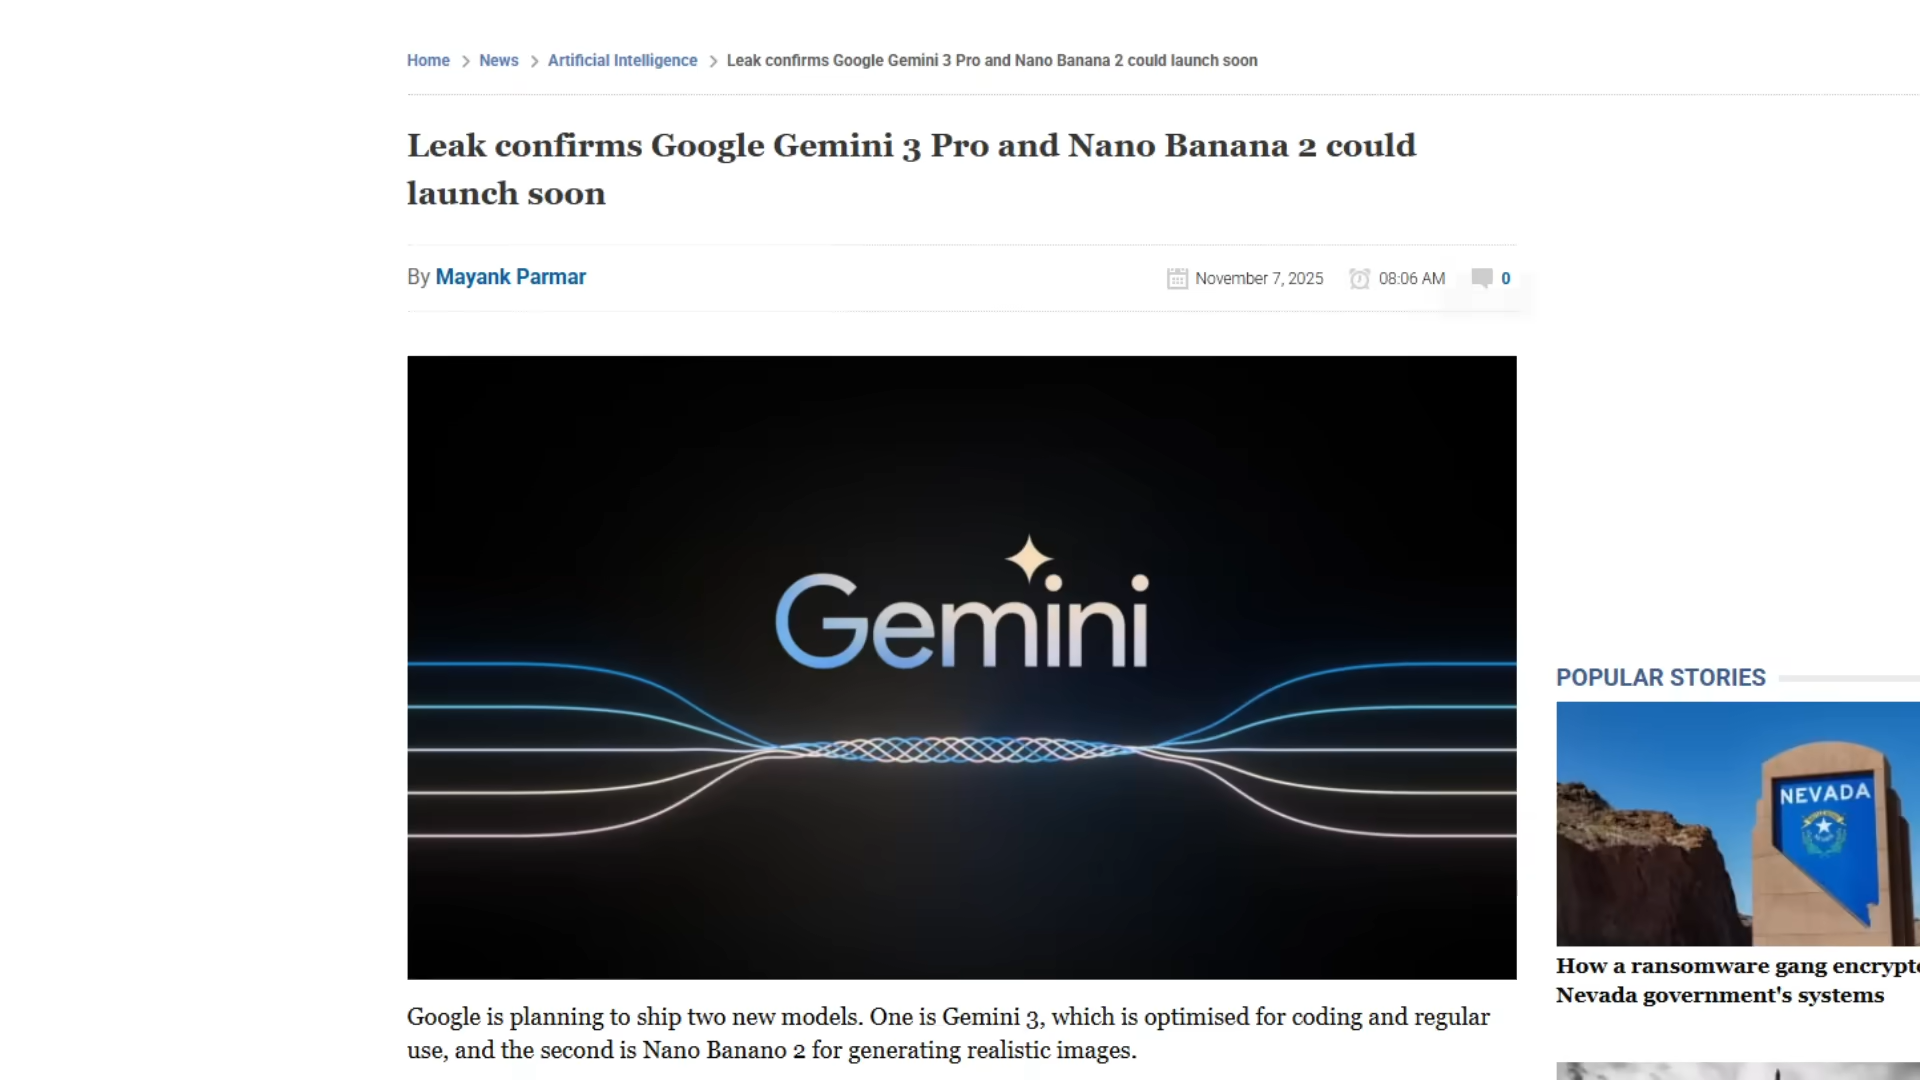 Home > News > Artificial Intelligence > Leak confirms Google Gemini 3 Pro and Nano Banana 2 could launch soon
Leak confirms Google Gemini 3 Pro and Nano Banana 2 could
launch soon
By Mayank Parmar
November 7, 2025 08:06 AM 0
Gemini
Google is planning to ship two new models. One is Gemini 3, which is optimised for coding and regular
use, and the second is Nano Banano 2 for generating realistic images.
POPULAR STORIES
NEVADA
How a ransomware gang encrypte
Nevada government's systems